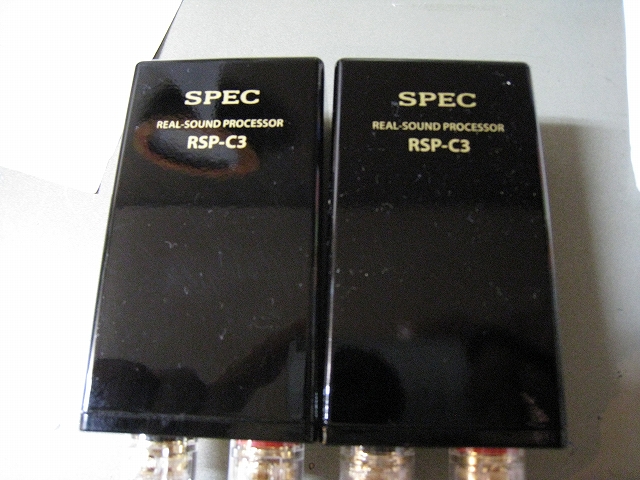 SPEC
REAL-SOUND PROCESSOR
RSP-C3
SPEC
REAL-SOUND PROCESSOR
RSP-C3